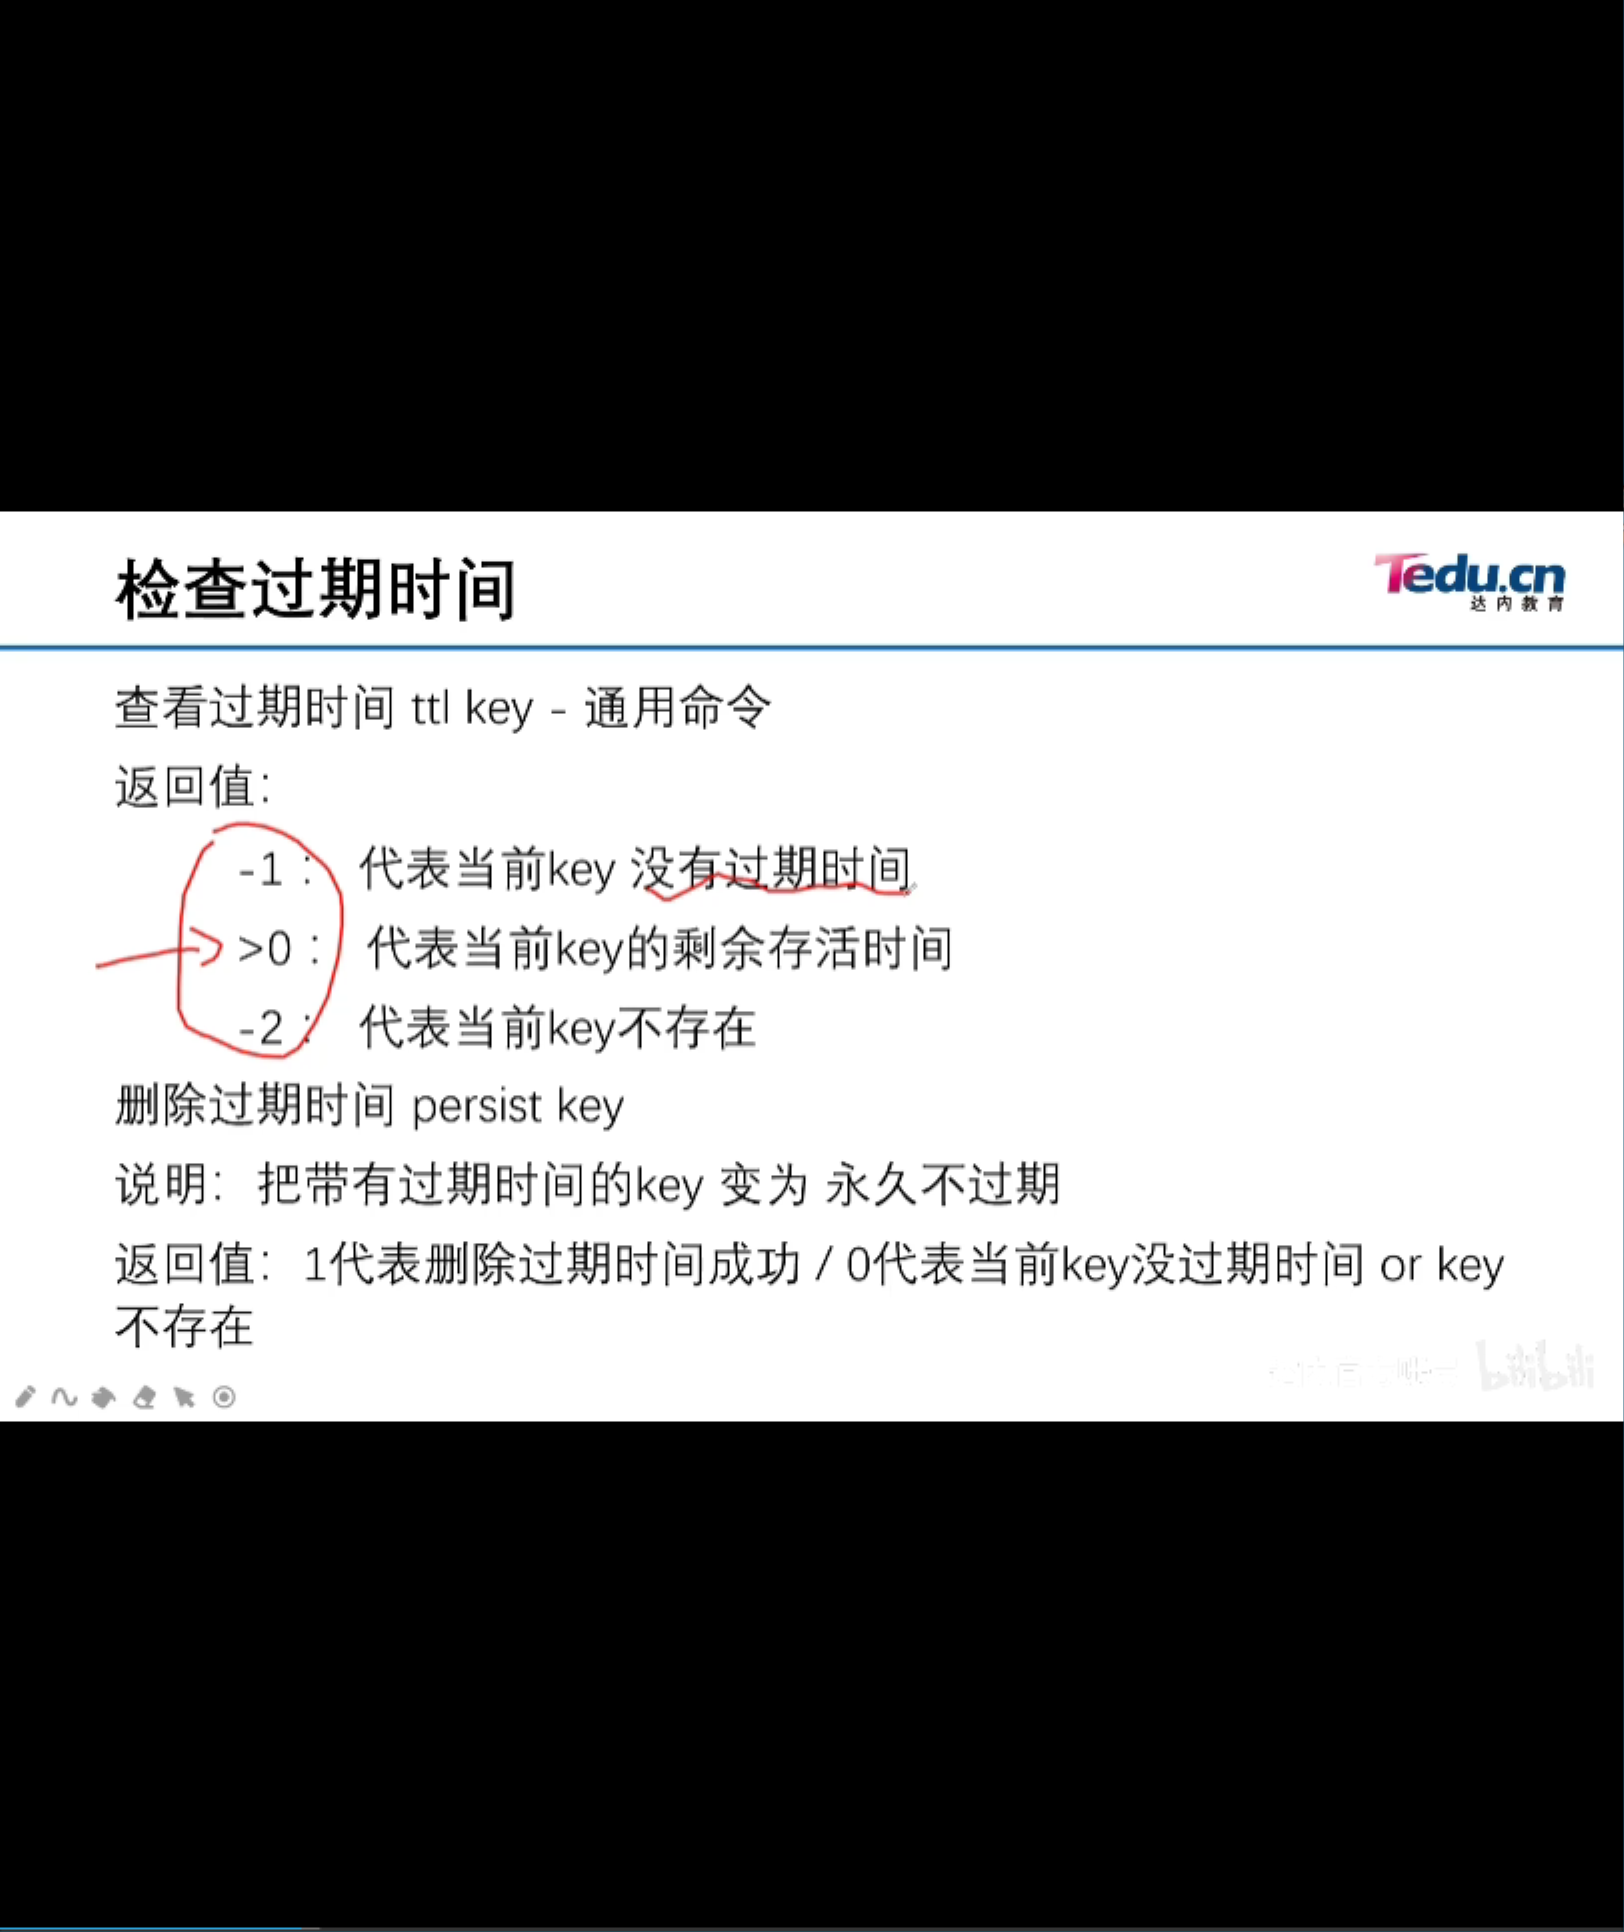 检查过期时间
Tedu.cn
达内教育
查看过期时间 ttl key - 通用命令
返回值：
-1： 代表当前key 没有过期时间
>0： 代表当前key的剩余存活时间
-2： 代表当前key不存在
删除过期时间 persist key
说明：把带有过期时间的key 变为 永久不过期
返回值：1代表删除过期时间成功 / 0代表当前key没过期时间 or key
不存在
bilibili